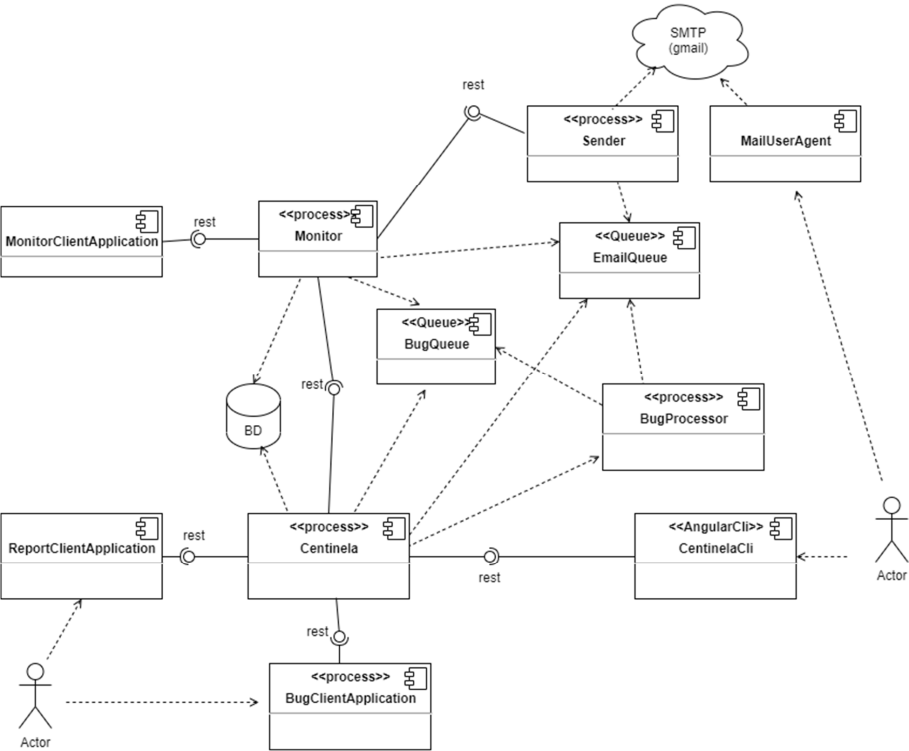 SMTP
(gmail)
rest
<<process>>
Sender
MailUserAgent
rest
MonitorClientApplication
<<process>
Monitor
<<Queue>>
EmailQueue
<<Queue>>
BugQueue
rest
BD
<<process>>
BugProcessor
rest
ReportClientApplication
<<process>>
Centinela
rest
<<AngularCli>>
CentinelaCli
Actor
rest
<<process>>
BugClientApplication
Actor